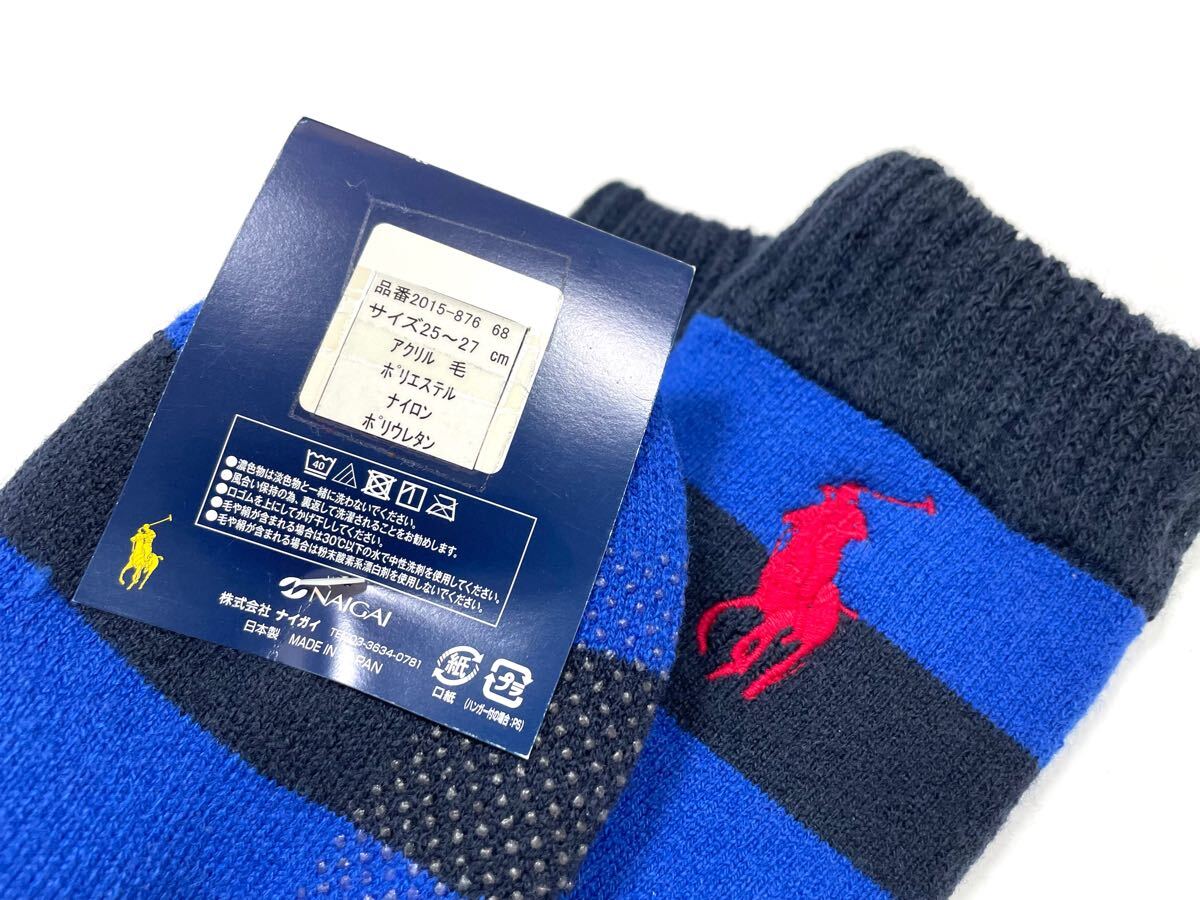 品番2015-876 68
サイズ25～27 cm
アクリル 毛
ポリエステル
ナイロン
ポリウレタン
40
●濃色物は淡色物と一緒に洗わないでください。
●風合い保持の為、裏返して洗濯されることをお勧めします。
●口ゴムを上にしてかげ干ししてください。
●毛や絹が含まれる場合は30℃以下の水で中性洗剤を使用してください。
●毛や絹が含まれる場合は粉末酸素系漂白剤を使用しないでください。
NAIGAI
株式会社 ナイガイ TEL03-3634-0781
日本製 MADE IN JAPAN
紙 プラ
口紙 (ハンガー付の場合:PS)